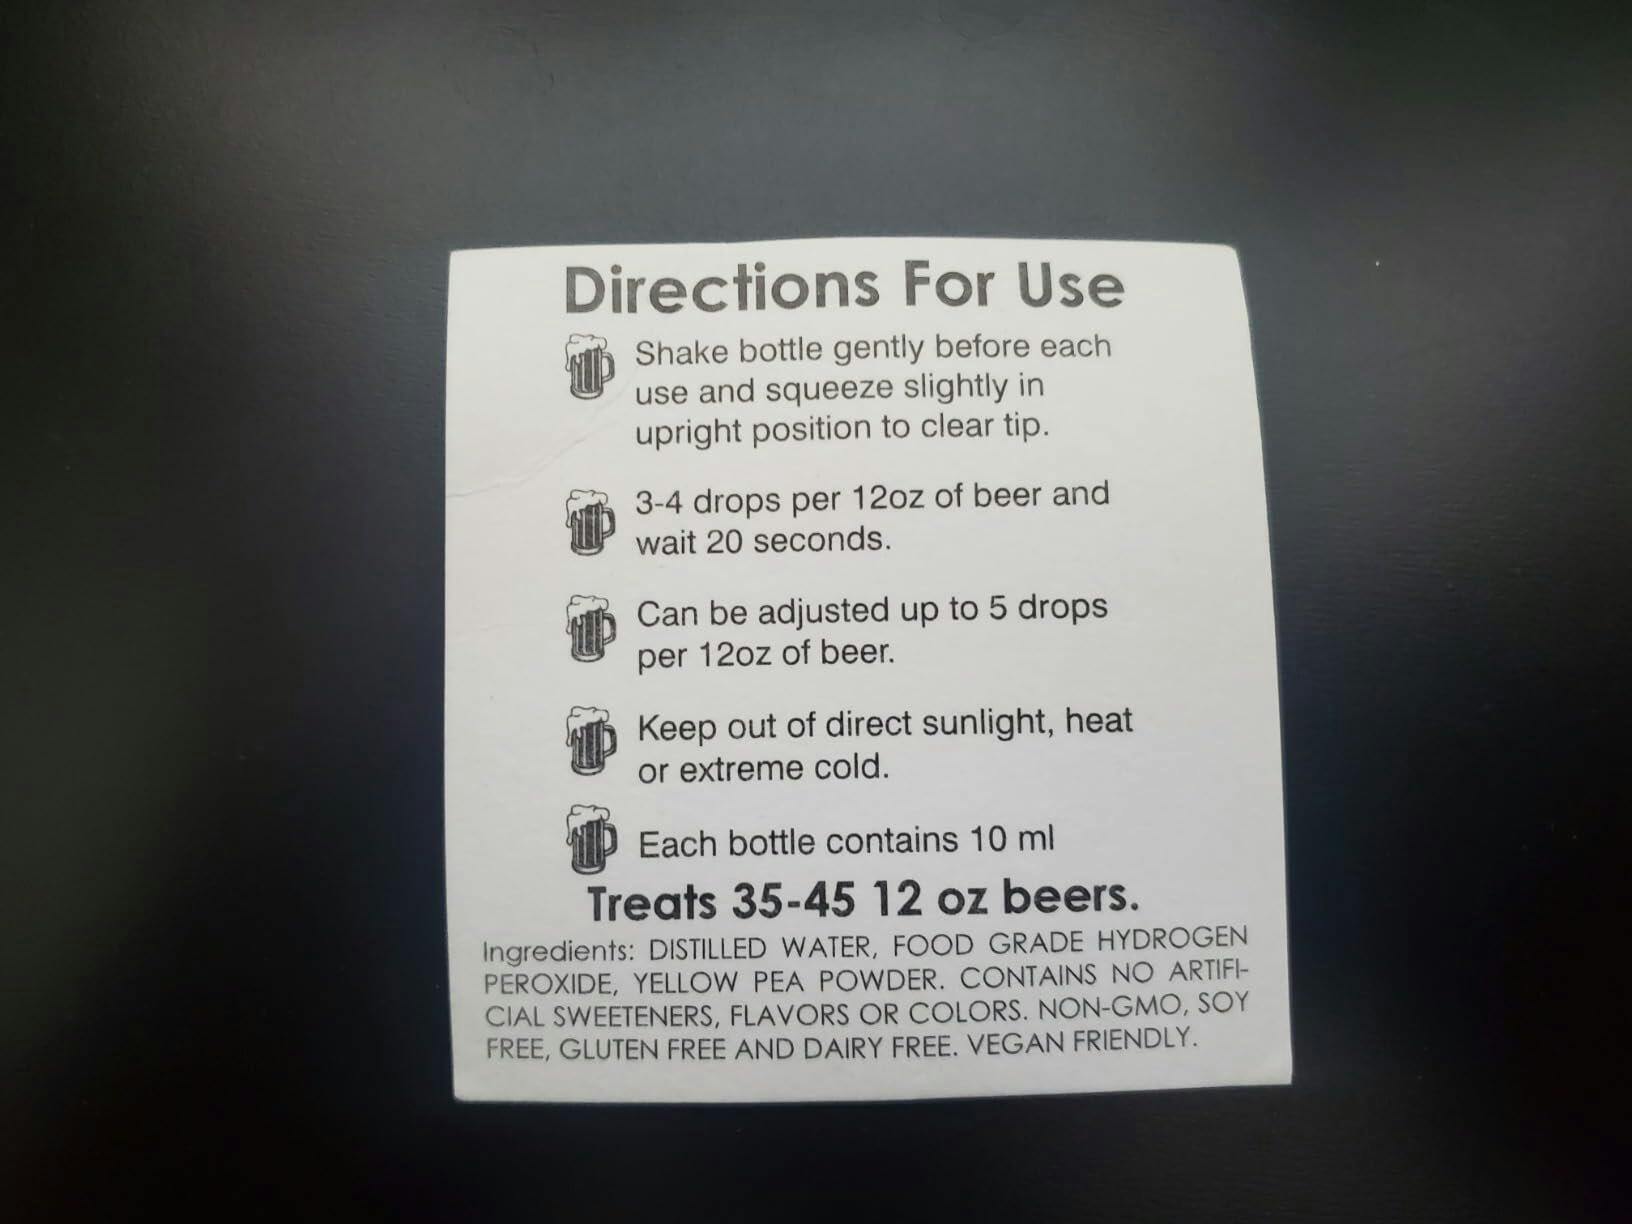 Directions For Use
Shake bottle gently before each
use and squeeze slightly in
upright position to clear tip.
3-4 drops per 12oz of beer and
wait 20 seconds.
Can be adjusted up to 5 drops
per 12oz of beer.
Keep out of direct sunlight, heat
or extreme cold.
Each bottle contains 10 ml
Treats 35-45 12 oz beers.
Ingredients: DISTILLED WATER, FOOD GRADE HYDROGEN
PEROXIDE, YELLOW PEA POWDER. CONTAINS NO ARTIFI-
CIAL SWEETENERS, FLAVORS OR COLORS. NON-GMO, SOY
FREE, GLUTEN FREE AND DAIRY FREE. VEGAN FRIENDLY.